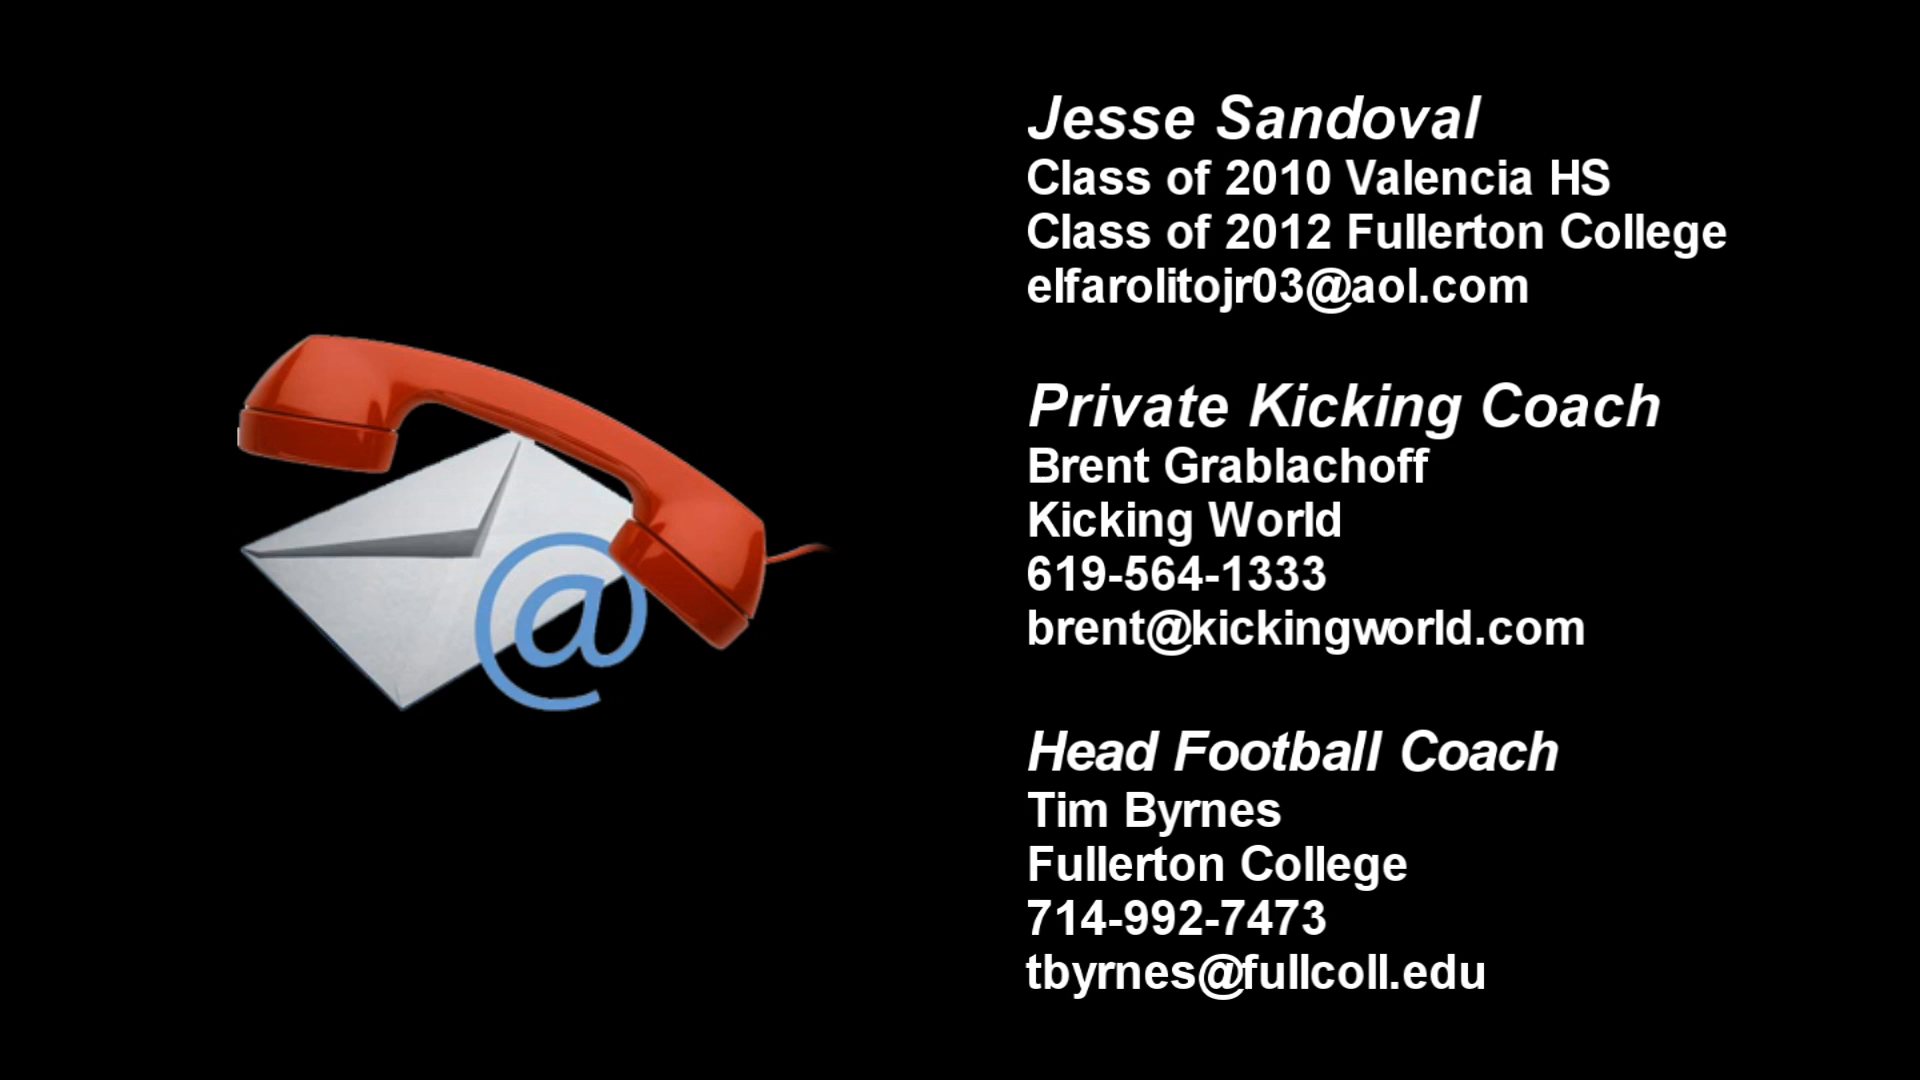 Jesse Sandoval
Class of 2010 Valencia HS
Class of 2012 Fullerton College
elfarolitojr03@aol.com
Private Kicking Coach
Brent Grablachoff
Kicking World
619-564-1333
brent@kickingworld.com
Head Football Coach
Tim Byrnes
Fullerton College
714-992-7473
tbyrnes@fullcoll.edu
@